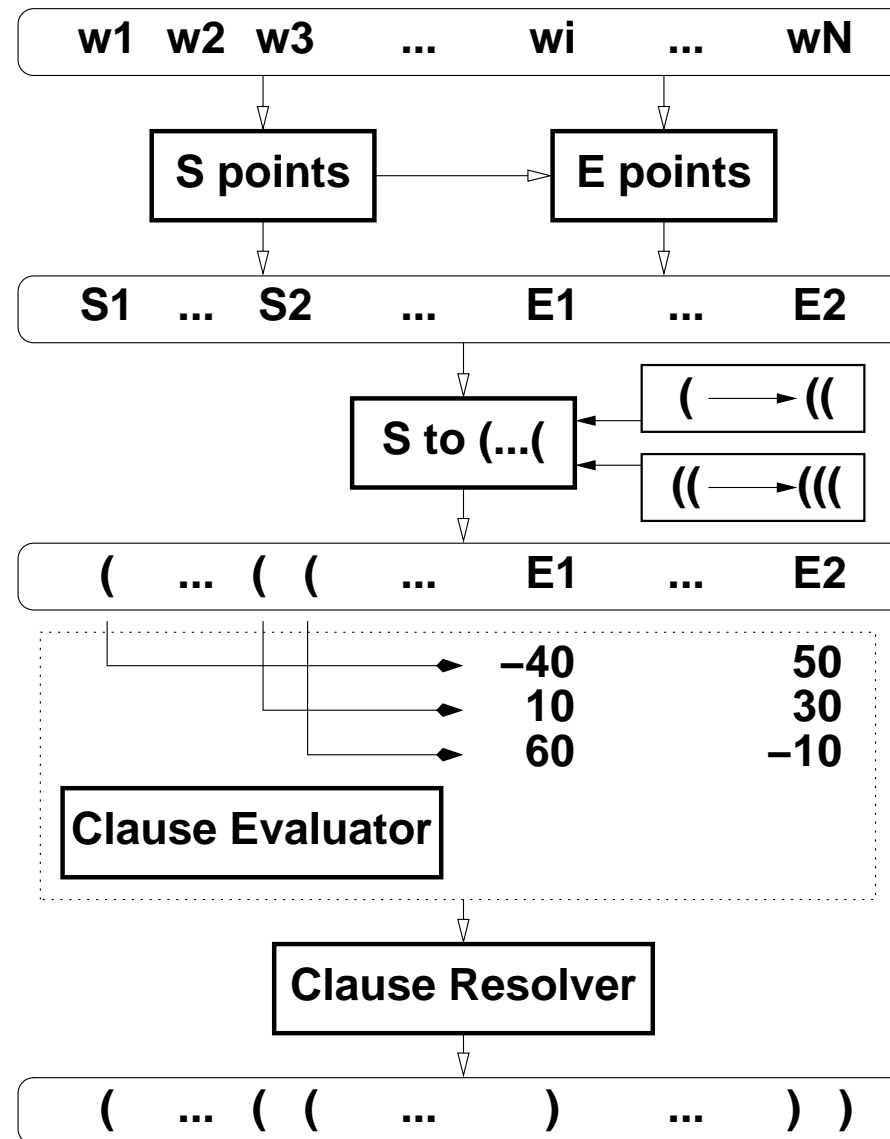 w1 w2 w3 ... wi ... wN
S points E points
S1 ... S2 ... E1 ... E2
( ((
S to (...(
(( (((
( ... ( ( ... E1 ... E2
−40 50
10 30
60 −10
Clause Evaluator
Clause Resolver
( ... ( ( ... ) ... ) )